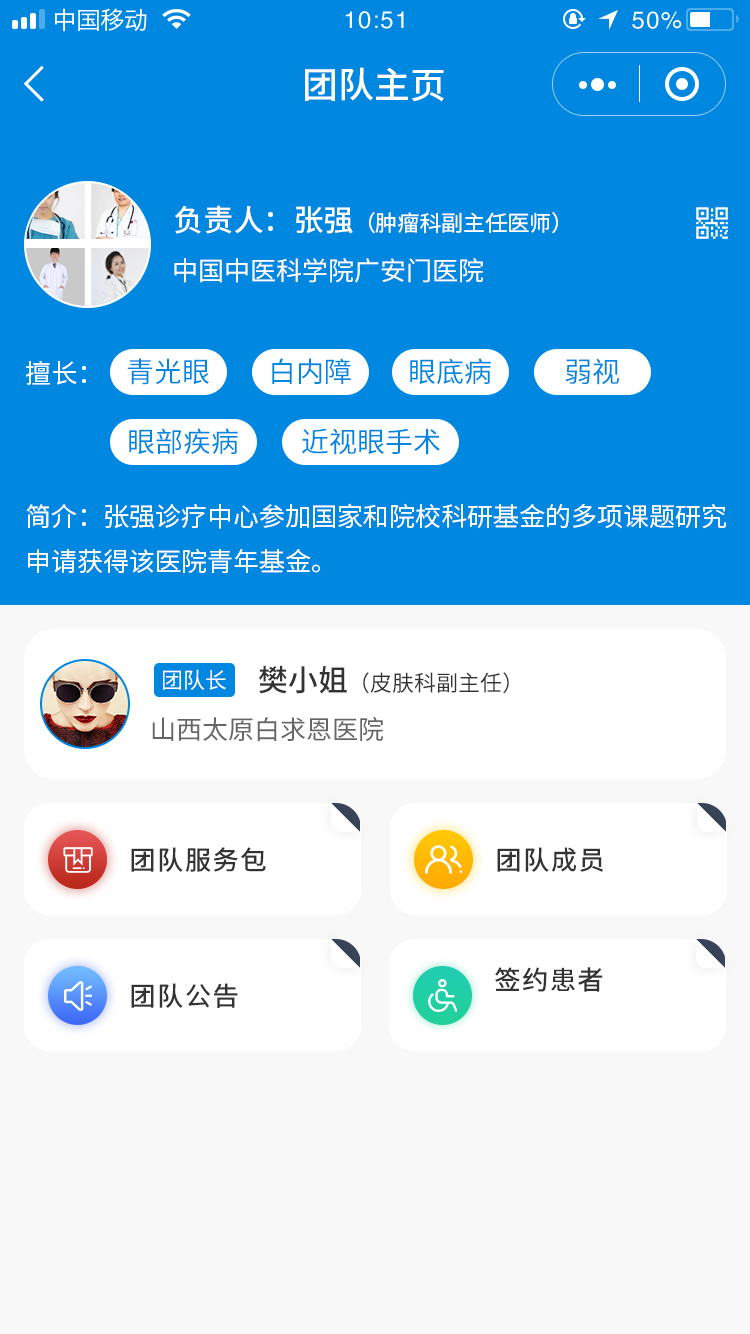 中国移动 10:51 50%
团队主页
负责人：张强（肿瘤科副主任医师）
中国中医科学院广安门医院
擅长： 青光眼 白内障 眼底病 弱视
眼部疾病 近视眼手术
简介：张强诊疗中心参加国家和院校科研基金的多项课题研究
申请获得该医院青年基金。
团队长 樊小姐（皮肤科副主任）
山西太原白求恩医院
团队服务包 团队成员
团队公告 签约患者